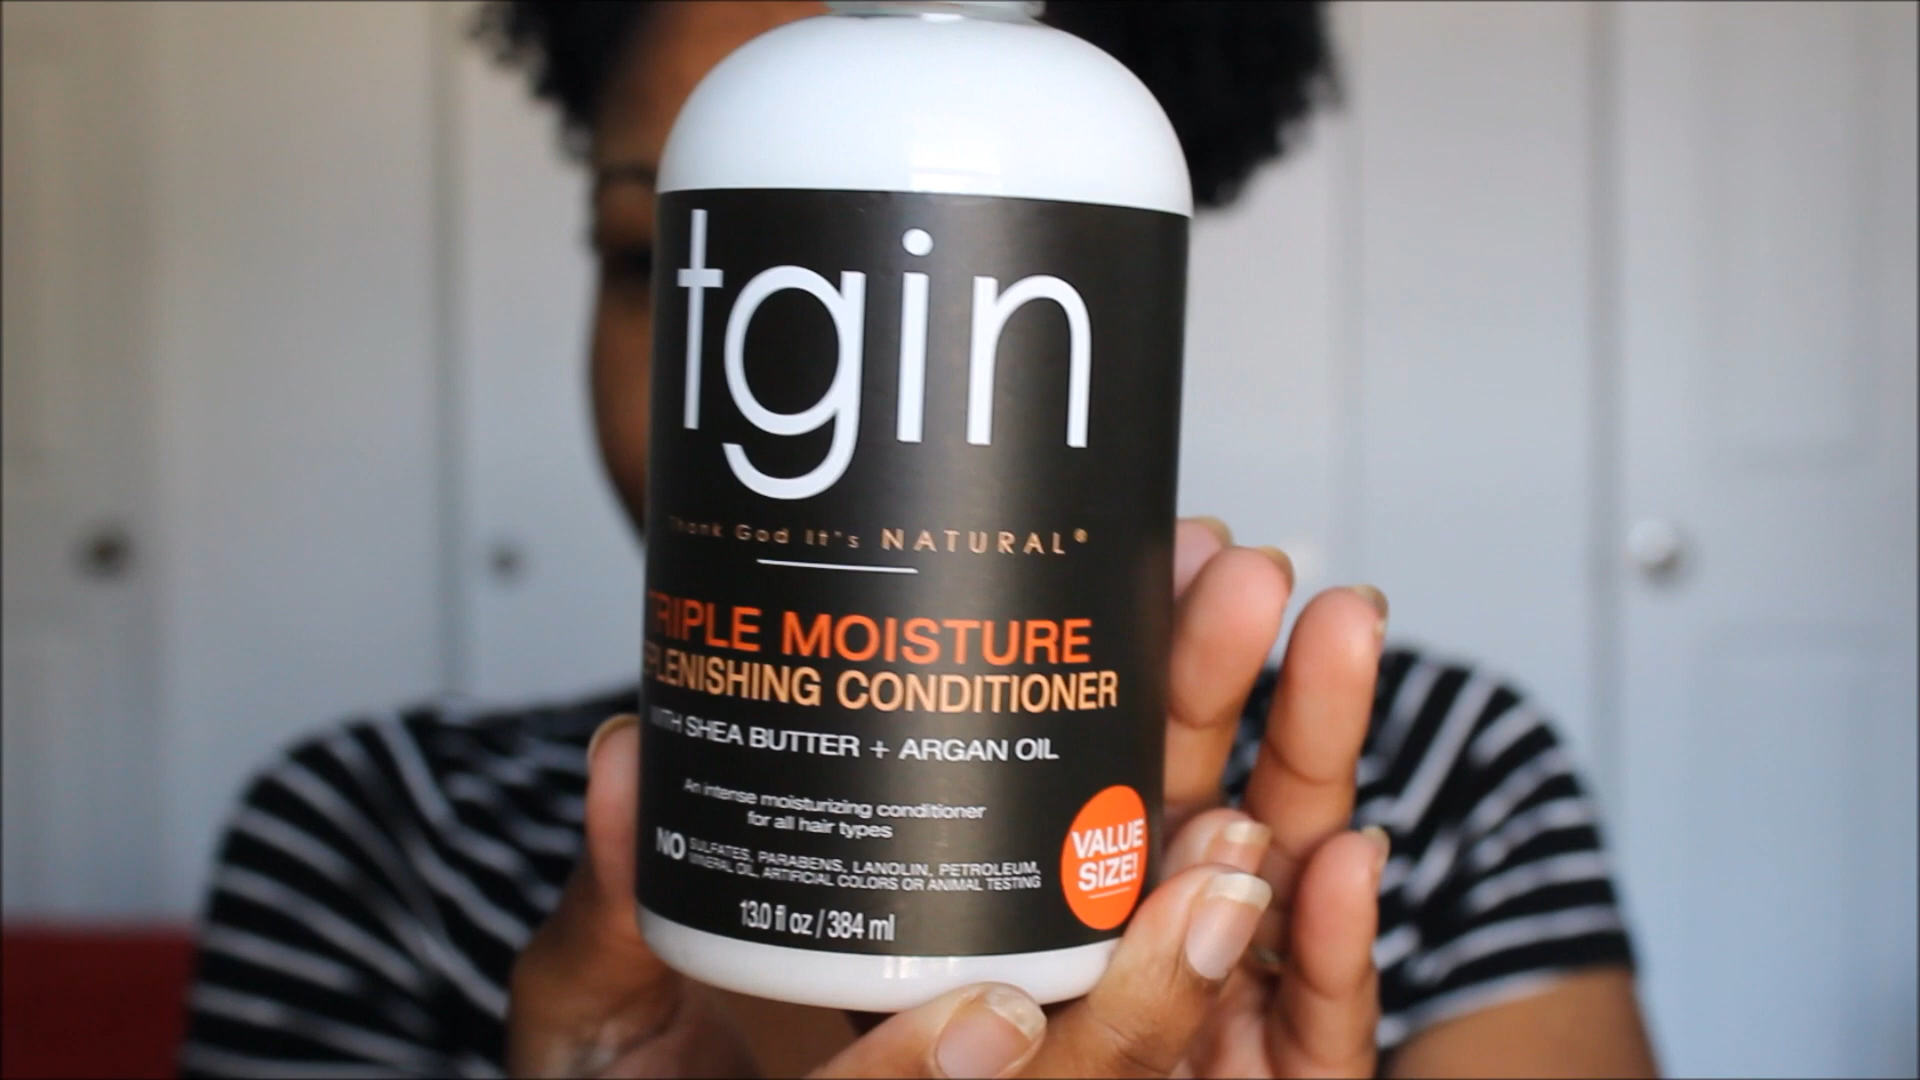 tgin
Thank God It's NATURAL®
TRIPLE MOISTURE
REPLENISHING CONDITIONER
WITH SHEA BUTTER + ARGAN OIL
An intense moisturizing conditioner
for all hair types
NO SULFATES, PARABENS, LANOLIN, PETROLEUM,
MINERAL OIL, ARTIFICIAL COLORS OR ANIMAL TESTING
VALUE
SIZE!
13.0 fl oz / 384 ml